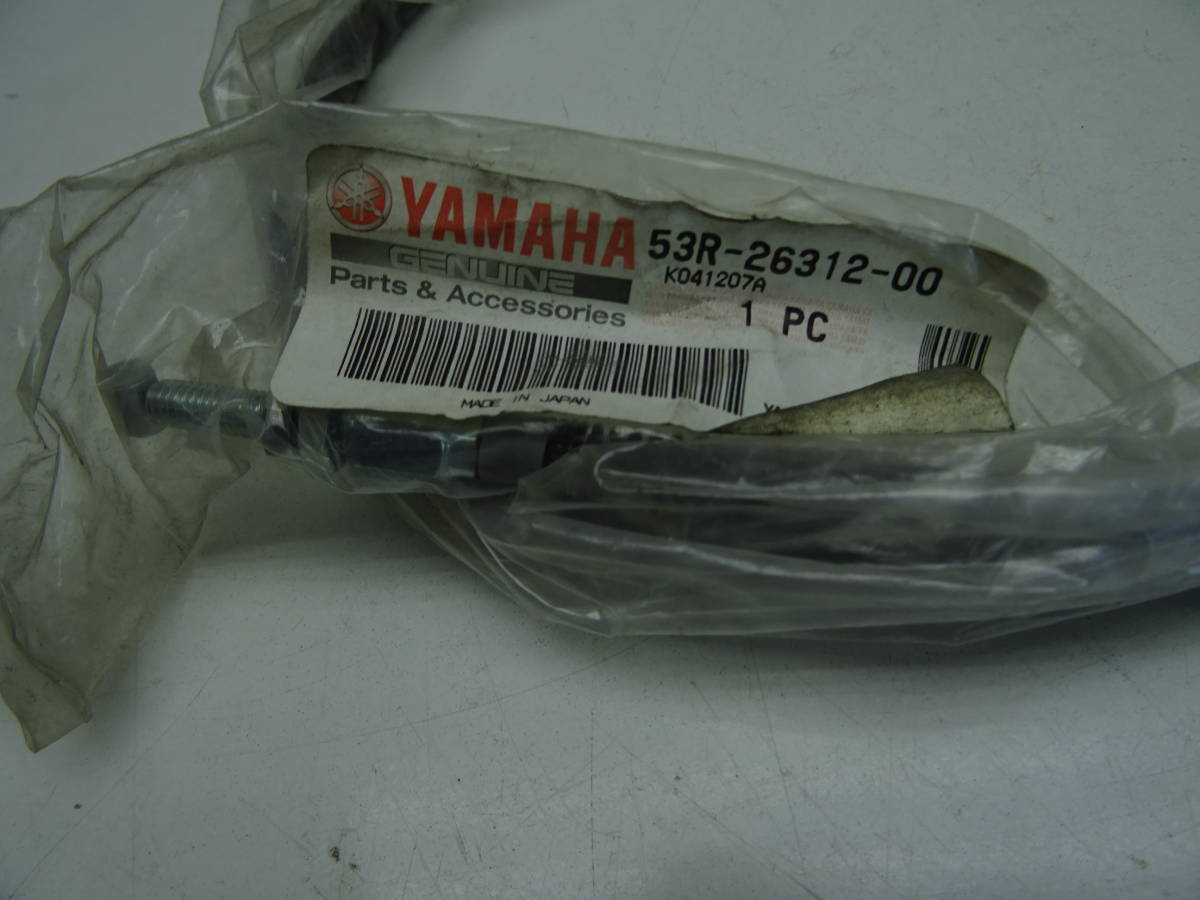 YAMAHA
GENUINE
Parts & Accessories
53R-26312-00
K041207A
1 PC
MADE IN JAPAN